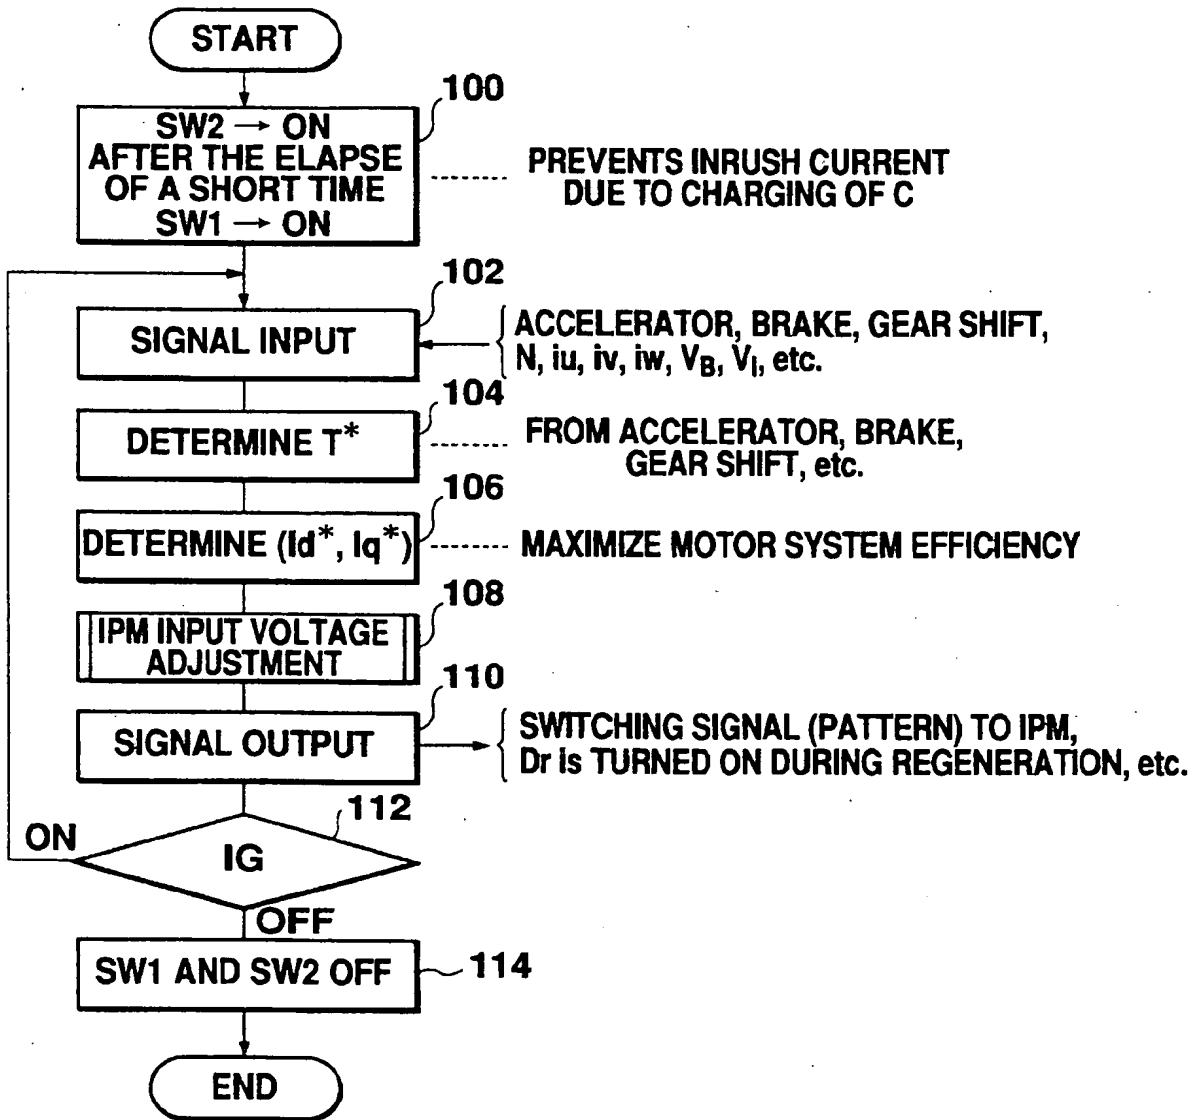 START
100
SW2 → ON
AFTER THE ELAPSE
OF A SHORT TIME
SW1 → ON
PREVENTS INRUSH CURRENT
DUE TO CHARGING OF C
102
SIGNAL INPUT
ACCELERATOR, BRAKE, GEAR SHIFT,
N, iu, iv, iw, VB, VI, etc.
104
DETERMINE T*
FROM ACCELERATOR, BRAKE,
GEAR SHIFT, etc.
106
DETERMINE (Id*, Iq*)
MAXIMIZE MOTOR SYSTEM EFFICIENCY
108
IPM INPUT VOLTAGE
ADJUSTMENT
110
SIGNAL OUTPUT
SWITCHING SIGNAL (PATTERN) TO IPM,
Dr is TURNED ON DURING REGENERATION, etc.
112
ON
IG
OFF
SW1 AND SW2 OFF
114
END